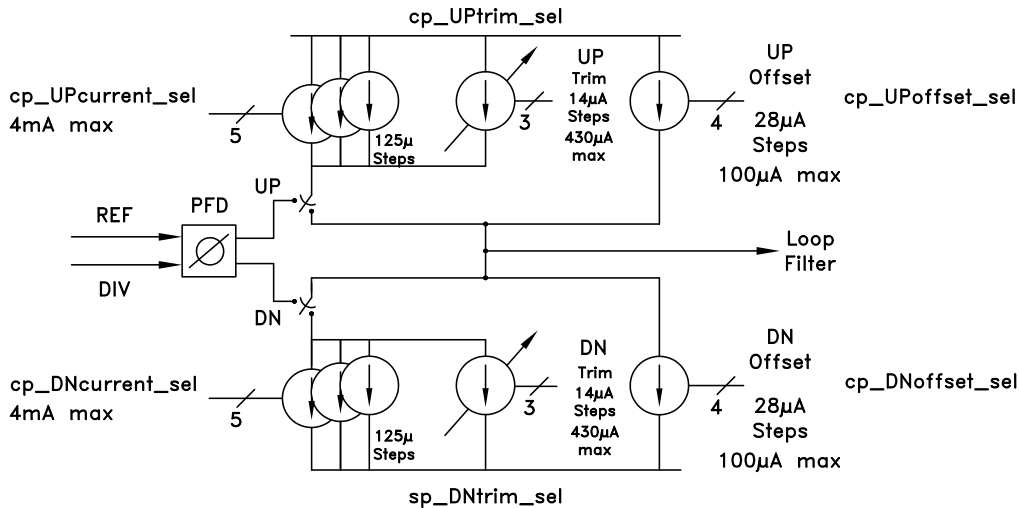 cp_UPtrim_sel
cp_UPcurrent_sel
4mA max
5
125µ
Steps
3
UP
Trim
14µA
Steps
430µA
max
4
UP
Offset
28µA
Steps
100µA max
cp_UPoffset_sel
UP
PFD
REF
DIV
DN
Loop
Filter
cp_DNcurrent_sel
4mA max
5
125µ
Steps
3
DN
Trim
14µA
Steps
430µA
max
4
DN
Offset
28µA
Steps
100µA max
cp_DNoffset_sel
sp_DNtrim_sel